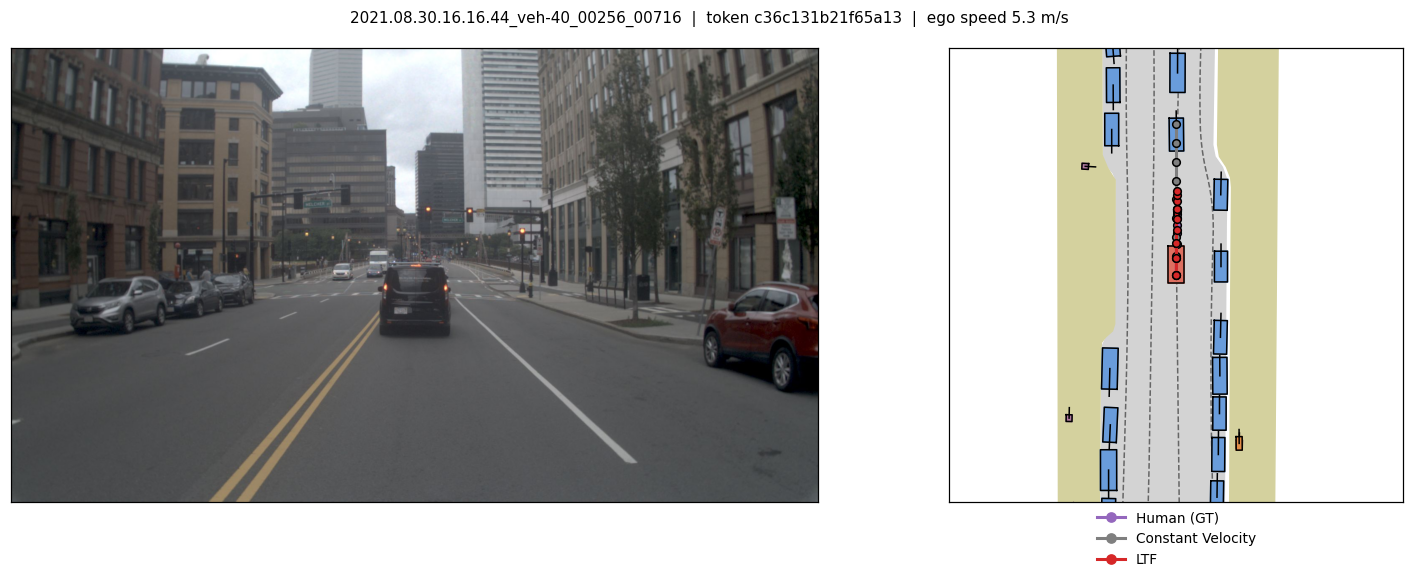 2021.08.30.16.16.44_veh-40_00256_00716 | token c36c131b21f65a13 | ego speed 5.3 m/s
Human (GT)
Constant Velocity
LTF